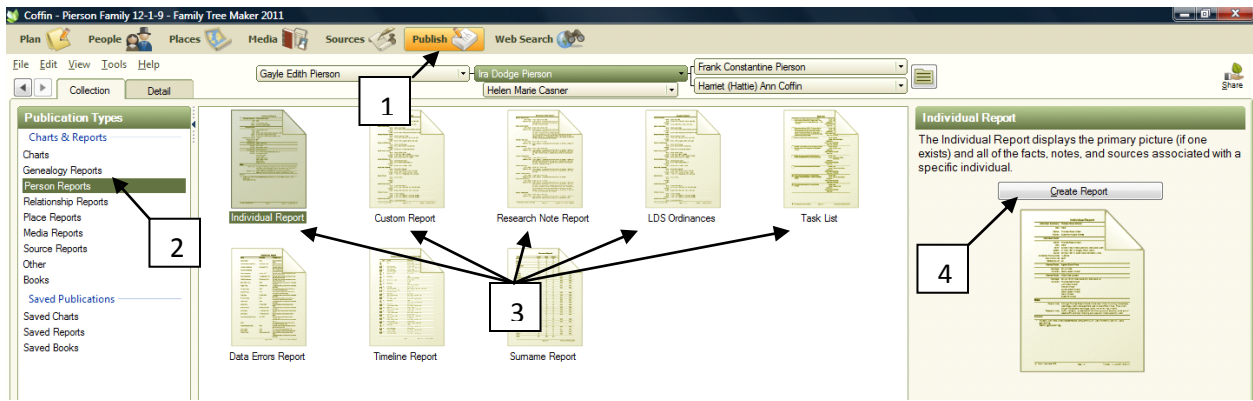 Coffin - Pierson Family 12-1-9 - Family Tree Maker 2011
Plan People Places Media Sources Publish Web Search
File Edit View Tools Help
Gayle Edith Pierson
Ira Dodge Pierson
Helen Marie Casner
Frank Constantine Pierson
Harriet (Hattie) Ann Coffin
Share
Collection Detail
1
Publication Types
Charts & Reports
Charts
Genealogy Reports
Person Reports
Relationship Reports
Place Reports
Media Reports
Source Reports
Other
Books
Saved Publications
Saved Charts
Saved Reports
Saved Books
2
Individual Report Custom Report Research Note Report LDS Ordinances Task List
3
Data Errors Report Timeline Report Surname Report
Individual Report
The Individual Report displays the primary picture (if one
exists) and all of the facts, notes, and sources associated with a
specific individual.
Create Report
4
Individual Report